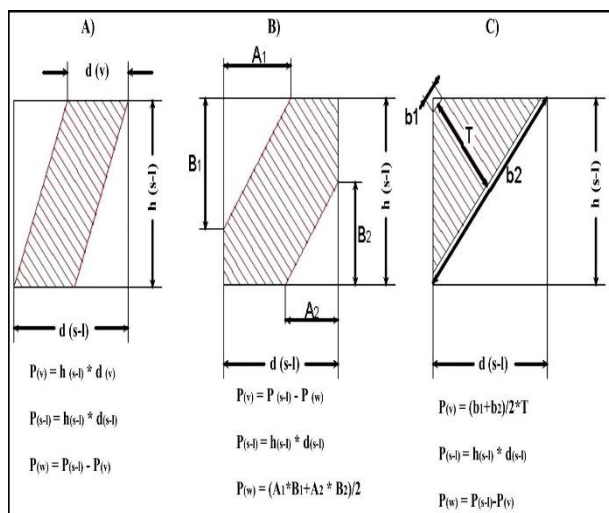 A) B) C)
d (v) A1
b1
T
b2
B1
h (s-l) h (s-l) h (s-l)
B2
A2
d (s-l) d (s-l) d (s-l)
P(v) = h (s-l) * d (v)
P(s-l) = h(s-l) * d(s-l)
P(w) = P(s-l) - P(v)
P(v) = P (s-l) - P (w)
P(s-l) = h(s-l) * d(s-l)
P(w) = (A1*B1+A2 * B2)/2
P(v) = (b1+b2)/2*T
P(s-l) = h(s-l) * d(s-l)
P(w) = P(s-l)-P(v)